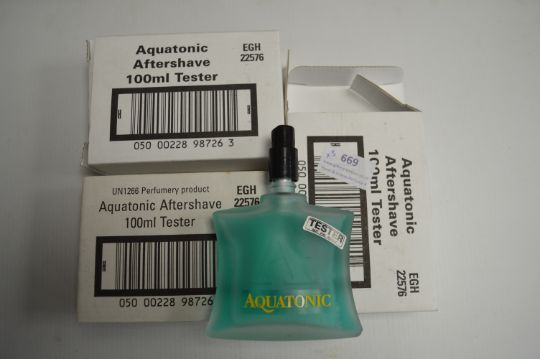 Aquatonic
Aftershave
100ml Tester
EGH
22576
050 00228 98726 3
UN1266 Perfumery product
Aquatonic Aftershave
100ml Tester
EGH
22576
050 00228 98726
Aquatonic
Aftershave
100ml Tester
EGH
22576
669
TESTER
AQUATONIC